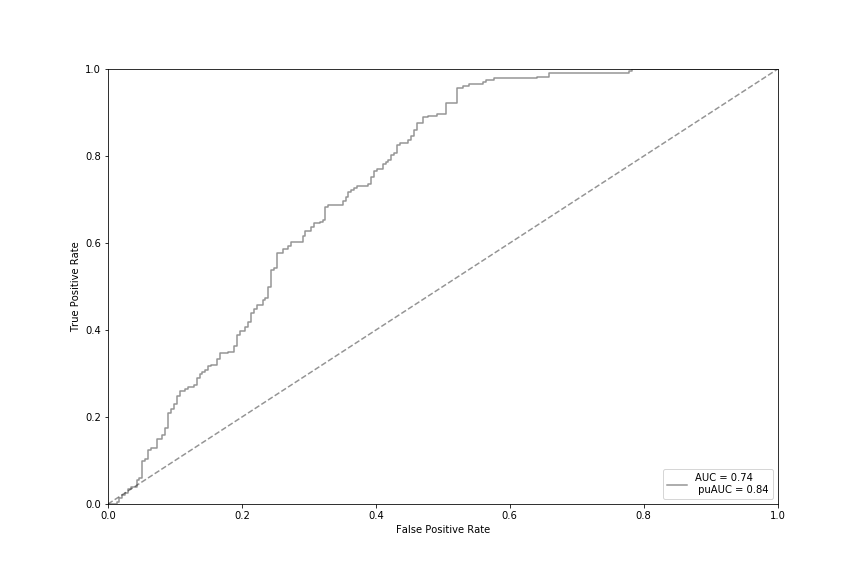 1.0
0.8
0.6
0.4
0.2
0.0
True Positive Rate
0.0 0.2 0.4 0.6 0.8 1.0
False Positive Rate
AUC = 0.74
puAUC = 0.84